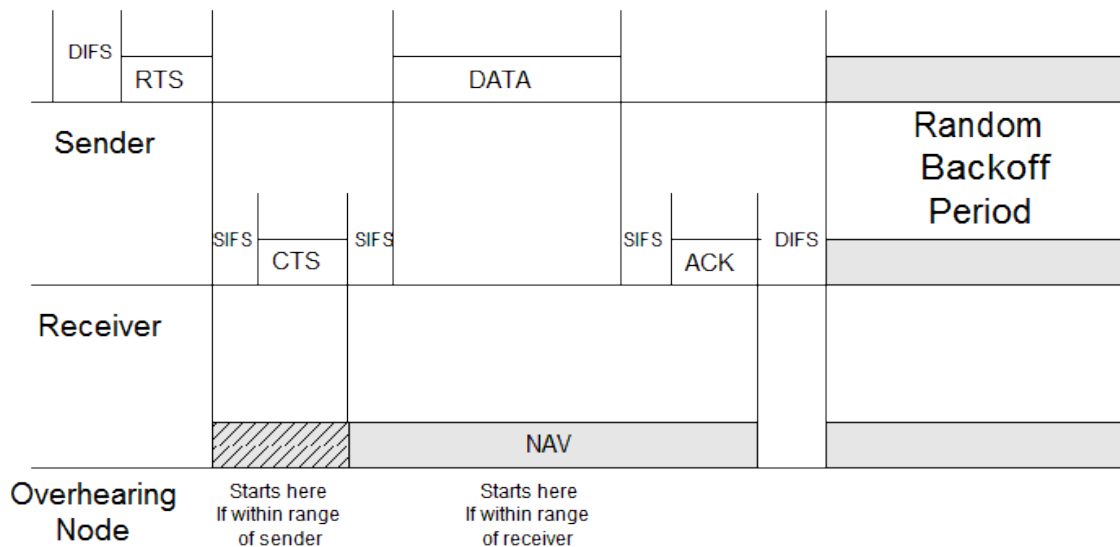 DIFS
RTS
DATA
Sender
Random
Backoff
Period
SIFS
CTS
SIFS
SIFS
ACK
DIFS
Receiver
NAV
Overhearing
Node
Starts here
If within range
of sender
Starts here
If within range
of receiver